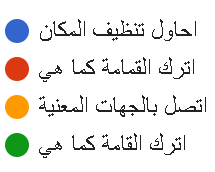 احاول تنظيف المكان
اترك القمامة كما هي
اتصل بالجهات المعنية
اترك القامة كما هي